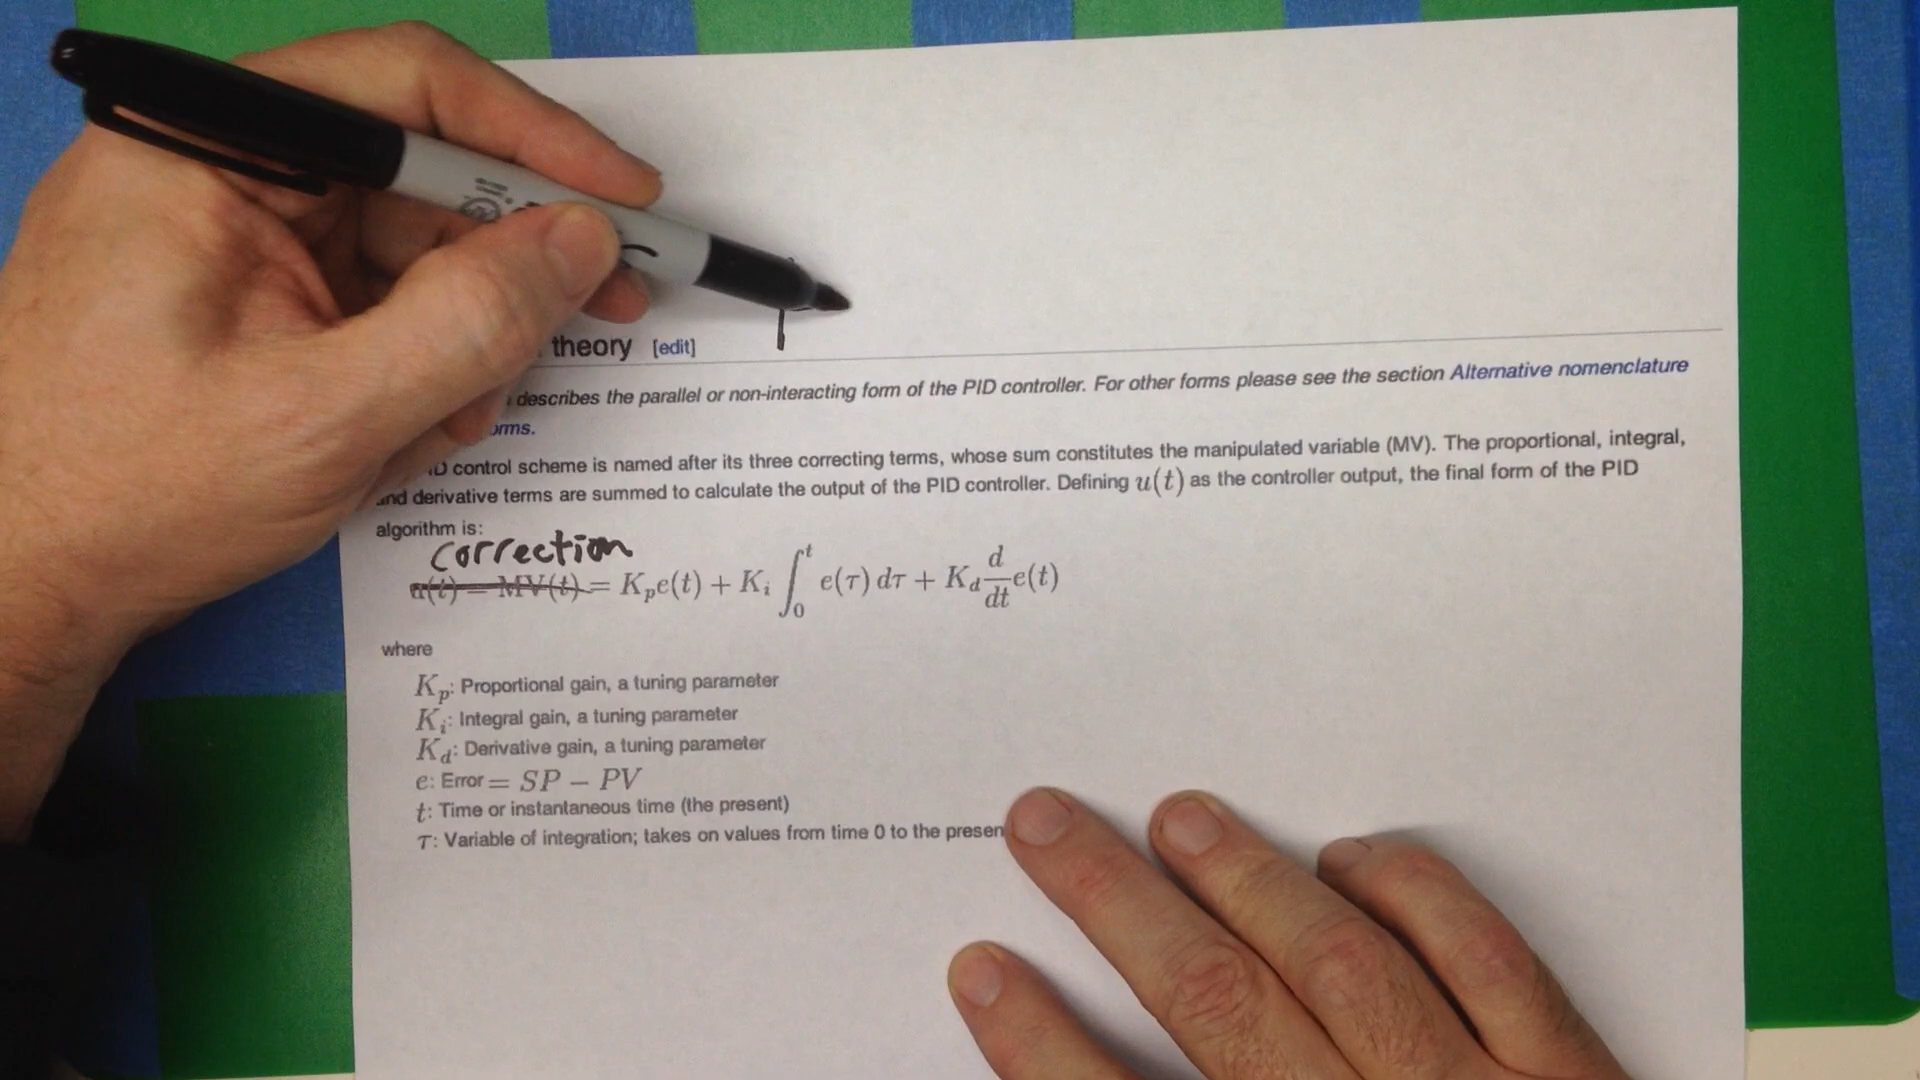 theory [edit]
describes the parallel or non-interacting form of the PID controller. For other forms please see the section Alternative nomenclature
orms.
control scheme is named after its three correcting terms, whose sum constitutes the manipulated variable (MV). The proportional, integral,
and derivative terms are summed to calculate the output of the PID controller. Defining u(t) as the controller output, the final form of the PID
algorithm is:
correction
u(t) = MV(t) = K_p e(t) + K_i ∫_0^t e(τ) dτ + K_d d/dt e(t)
where
K_p: Proportional gain, a tuning parameter
K_i: Integral gain, a tuning parameter
K_d: Derivative gain, a tuning parameter
e: Error = SP − PV
t: Time or instantaneous time (the present)
τ: Variable of integration; takes on values from time 0 to the presen